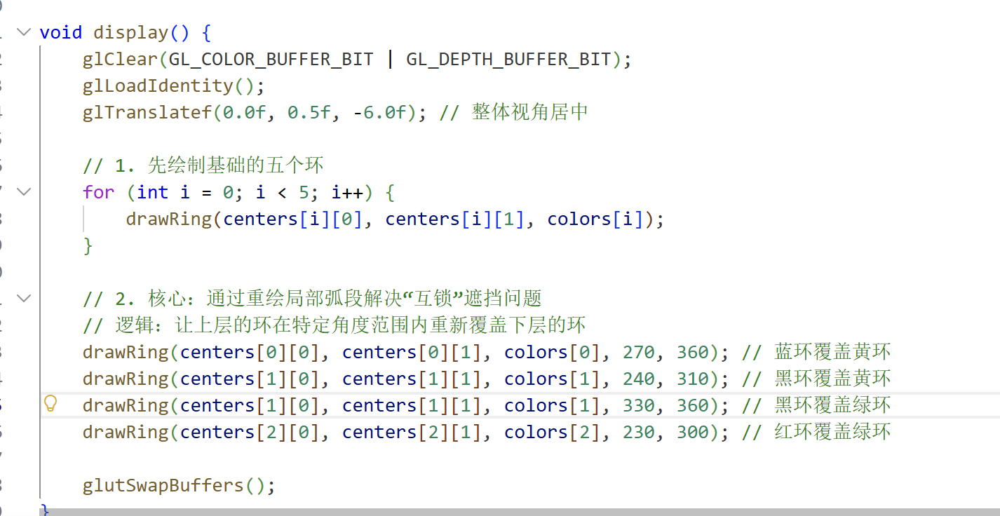 void display() {
glClear(GL_COLOR_BUFFER_BIT | GL_DEPTH_BUFFER_BIT);
glLoadIdentity();
glTranslatef(0.0f, 0.5f, -6.0f); // 整体视角居中
// 1. 先绘制基础的五个环
for (int i = 0; i < 5; i++) {
drawRing(centers[i][0], centers[i][1], colors[i]);
}
// 2. 核心：通过重绘局部弧段解决“互锁”遮挡问题
// 逻辑：让上层的环在特定角度范围内重新覆盖下层的环
drawRing(centers[0][0], centers[0][1], colors[0], 270, 360); // 蓝环覆盖黄环
drawRing(centers[1][0], centers[1][1], colors[1], 240, 310); // 黑环覆盖黄环
drawRing(centers[1][0], centers[1][1], colors[1], 330, 360); // 黑环覆盖绿环
drawRing(centers[2][0], centers[2][1], colors[2], 230, 300); // 红环覆盖绿环
glutSwapBuffers();
}